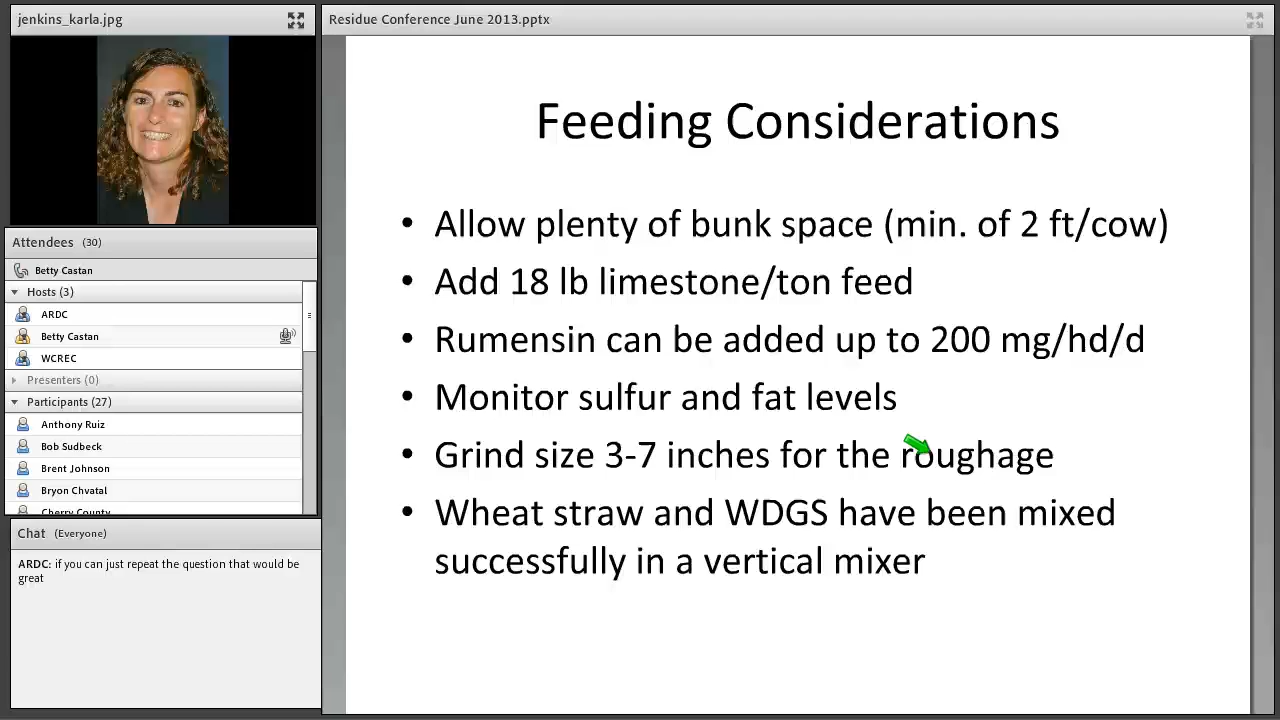 jenkins_karla.jpg
Residue Conference June 2013.pptx
Attendees (30)
Betty Castan
Hosts (3)
ARDC
Betty Castan
WCREC
Presenters (0)
Participants (27)
Anthony Ruiz
Bob Sudbeck
Brent Johnson
Bryon Chvatal
Cherry County
Chat (Everyone)
ARDC: if you can just repeat the question that would be
great
Feeding Considerations
• Allow plenty of bunk space (min. of 2 ft/cow)
• Add 18 lb limestone/ton feed
• Rumensin can be added up to 200 mg/hd/d
• Monitor sulfur and fat levels
• Grind size 3-7 inches for the roughage
• Wheat straw and WDGS have been mixed
successfully in a vertical mixer